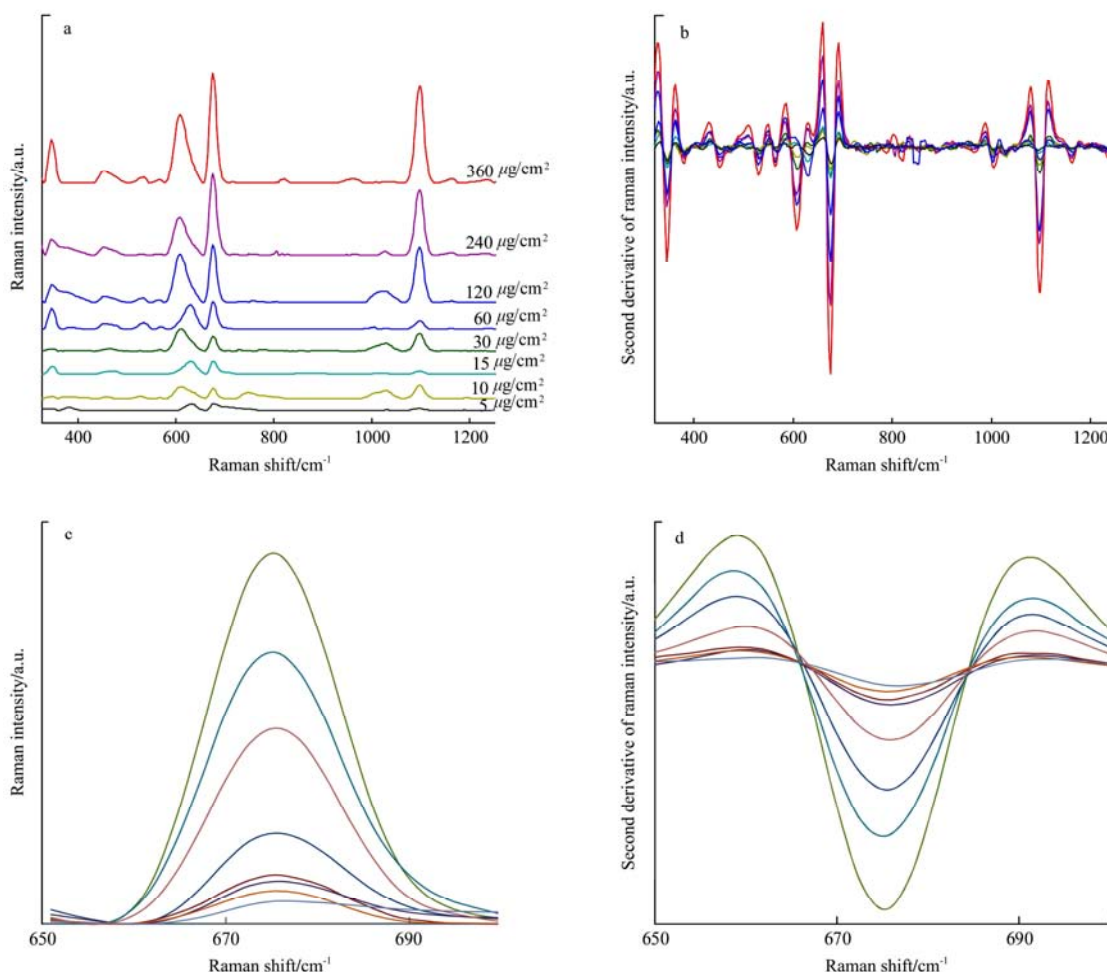 a
Raman intensity/a.u.
360 μg/cm²
240 μg/cm²
120 μg/cm²
60 μg/cm²
30 μg/cm²
15 μg/cm²
10 μg/cm²
5 μg/cm²
400 600 800 1000 1200
Raman shift/cm⁻¹
b
Second derivative of raman intensity/a.u.
400 600 800 1000 1200
Raman shift/cm⁻¹
c
Raman intensity/a.u.
650 670 690
Raman shift/cm⁻¹
d
Second derivative of raman intensity/a.u.
650 670 690
Raman shift/cm⁻¹